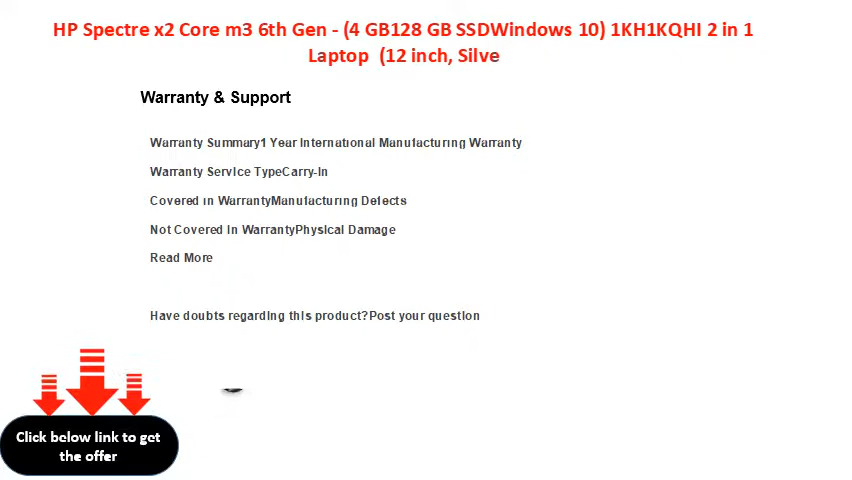 HP Spectre x2 Core m3 6th Gen - (4 GB128 GB SSDWindows 10) 1KH1KQHI 2 in 1
Laptop (12 inch, Silve
Warranty & Support
Warranty Summary1 Year International Manufacturing Warranty
Warranty Service TypeCarry-In
Covered in WarrantyManufacturing Defects
Not Covered in WarrantyPhysical Damage
Read More
Have doubts regarding this product?Post your question
Click below link to get
the offer